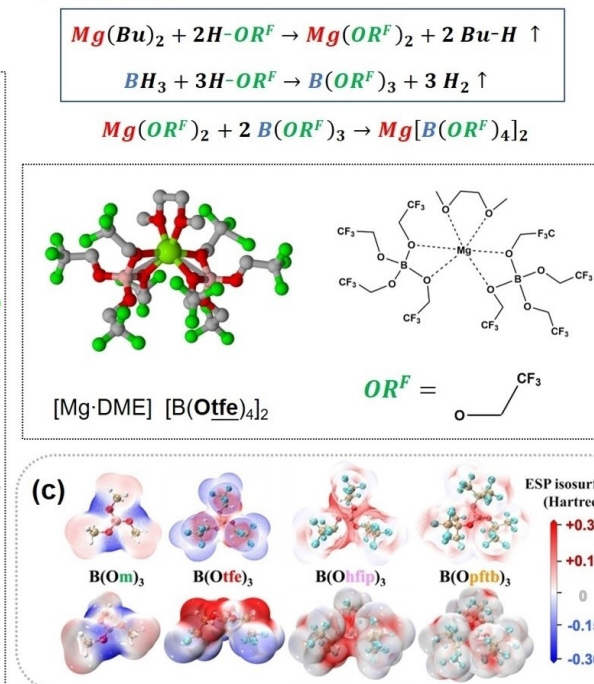 Mg(Bu)₂ + 2H-ORᶠ → Mg(ORᶠ)₂ + 2 Bu-H ↑
BH₃ + 3H-ORᶠ → B(ORᶠ)₃ + 3 H₂ ↑
Mg(ORᶠ)₂ + 2 B(ORᶠ)₃ → Mg[B(ORᶠ)₄]₂
CF₃
CF₃
O
O
O
O
B
O
O
CF₃
CF₃
Mg
F₃C
O
O
B
O
O
CF₃
CF₃
CF₃
[Mg·DME] [B(Otfe)₄]₂
ORᶠ =
O
CF₃
(c)
ESP isosurf
(Hartree
B(Om)₃
B(Otfe)₃
B(Ohfip)₃
B(Opftb)₃
+0.3
+0.1
0
-0.15
-0.30